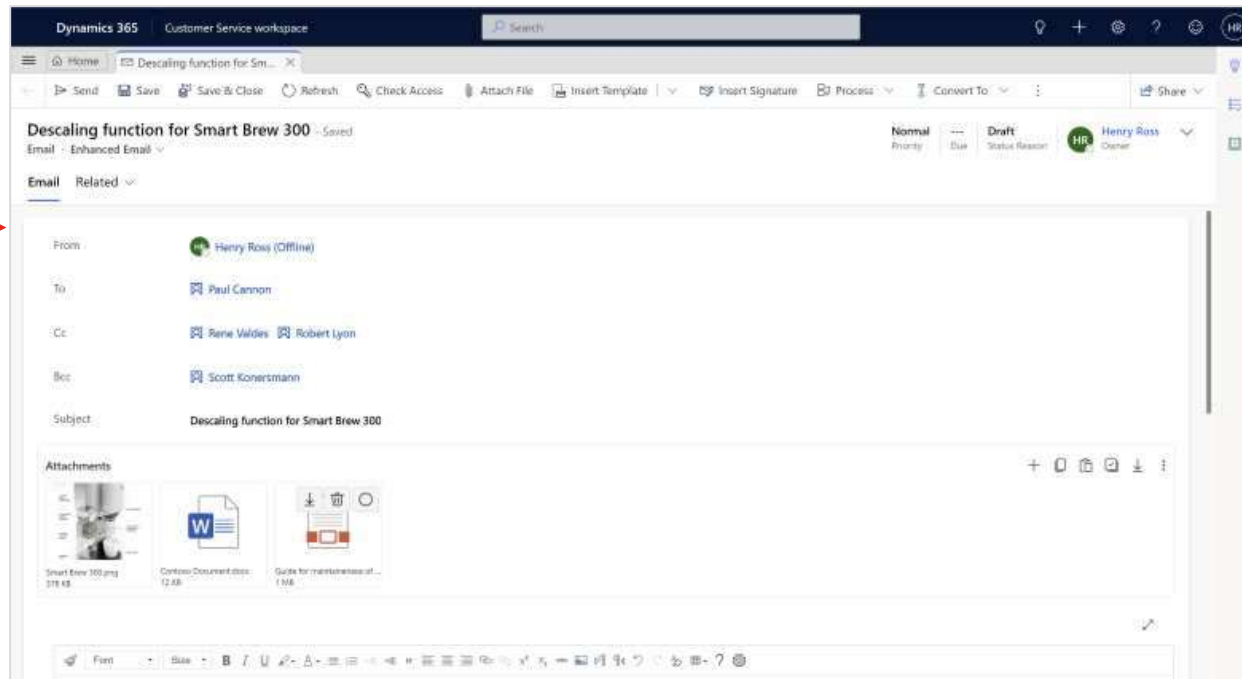 Dynamics 365 Customer Service workspace Search HR
Home Descaling function for Sm...
Send Save Save & Close Refresh Check Access Attach File Insert Template Insert Signature Process Convert To Share
Descaling function for Smart Brew 300 - Saved
Email · Enhanced Email
Normal --- Draft HR Henry Ross
Priority Due Status Reason Owner
Email Related
From HR Henry Ross (Offline)
To Paul Cannon
Cc Rene Valdes Robert Lyon
Bcc Scott Konersmann
Subject Descaling function for Smart Brew 300
Attachments
W
Smart Brew 300.png Contoso Document.docx Guide for maintainenese of ...
378 KB 12 KB 1 MB
Font Size B I U